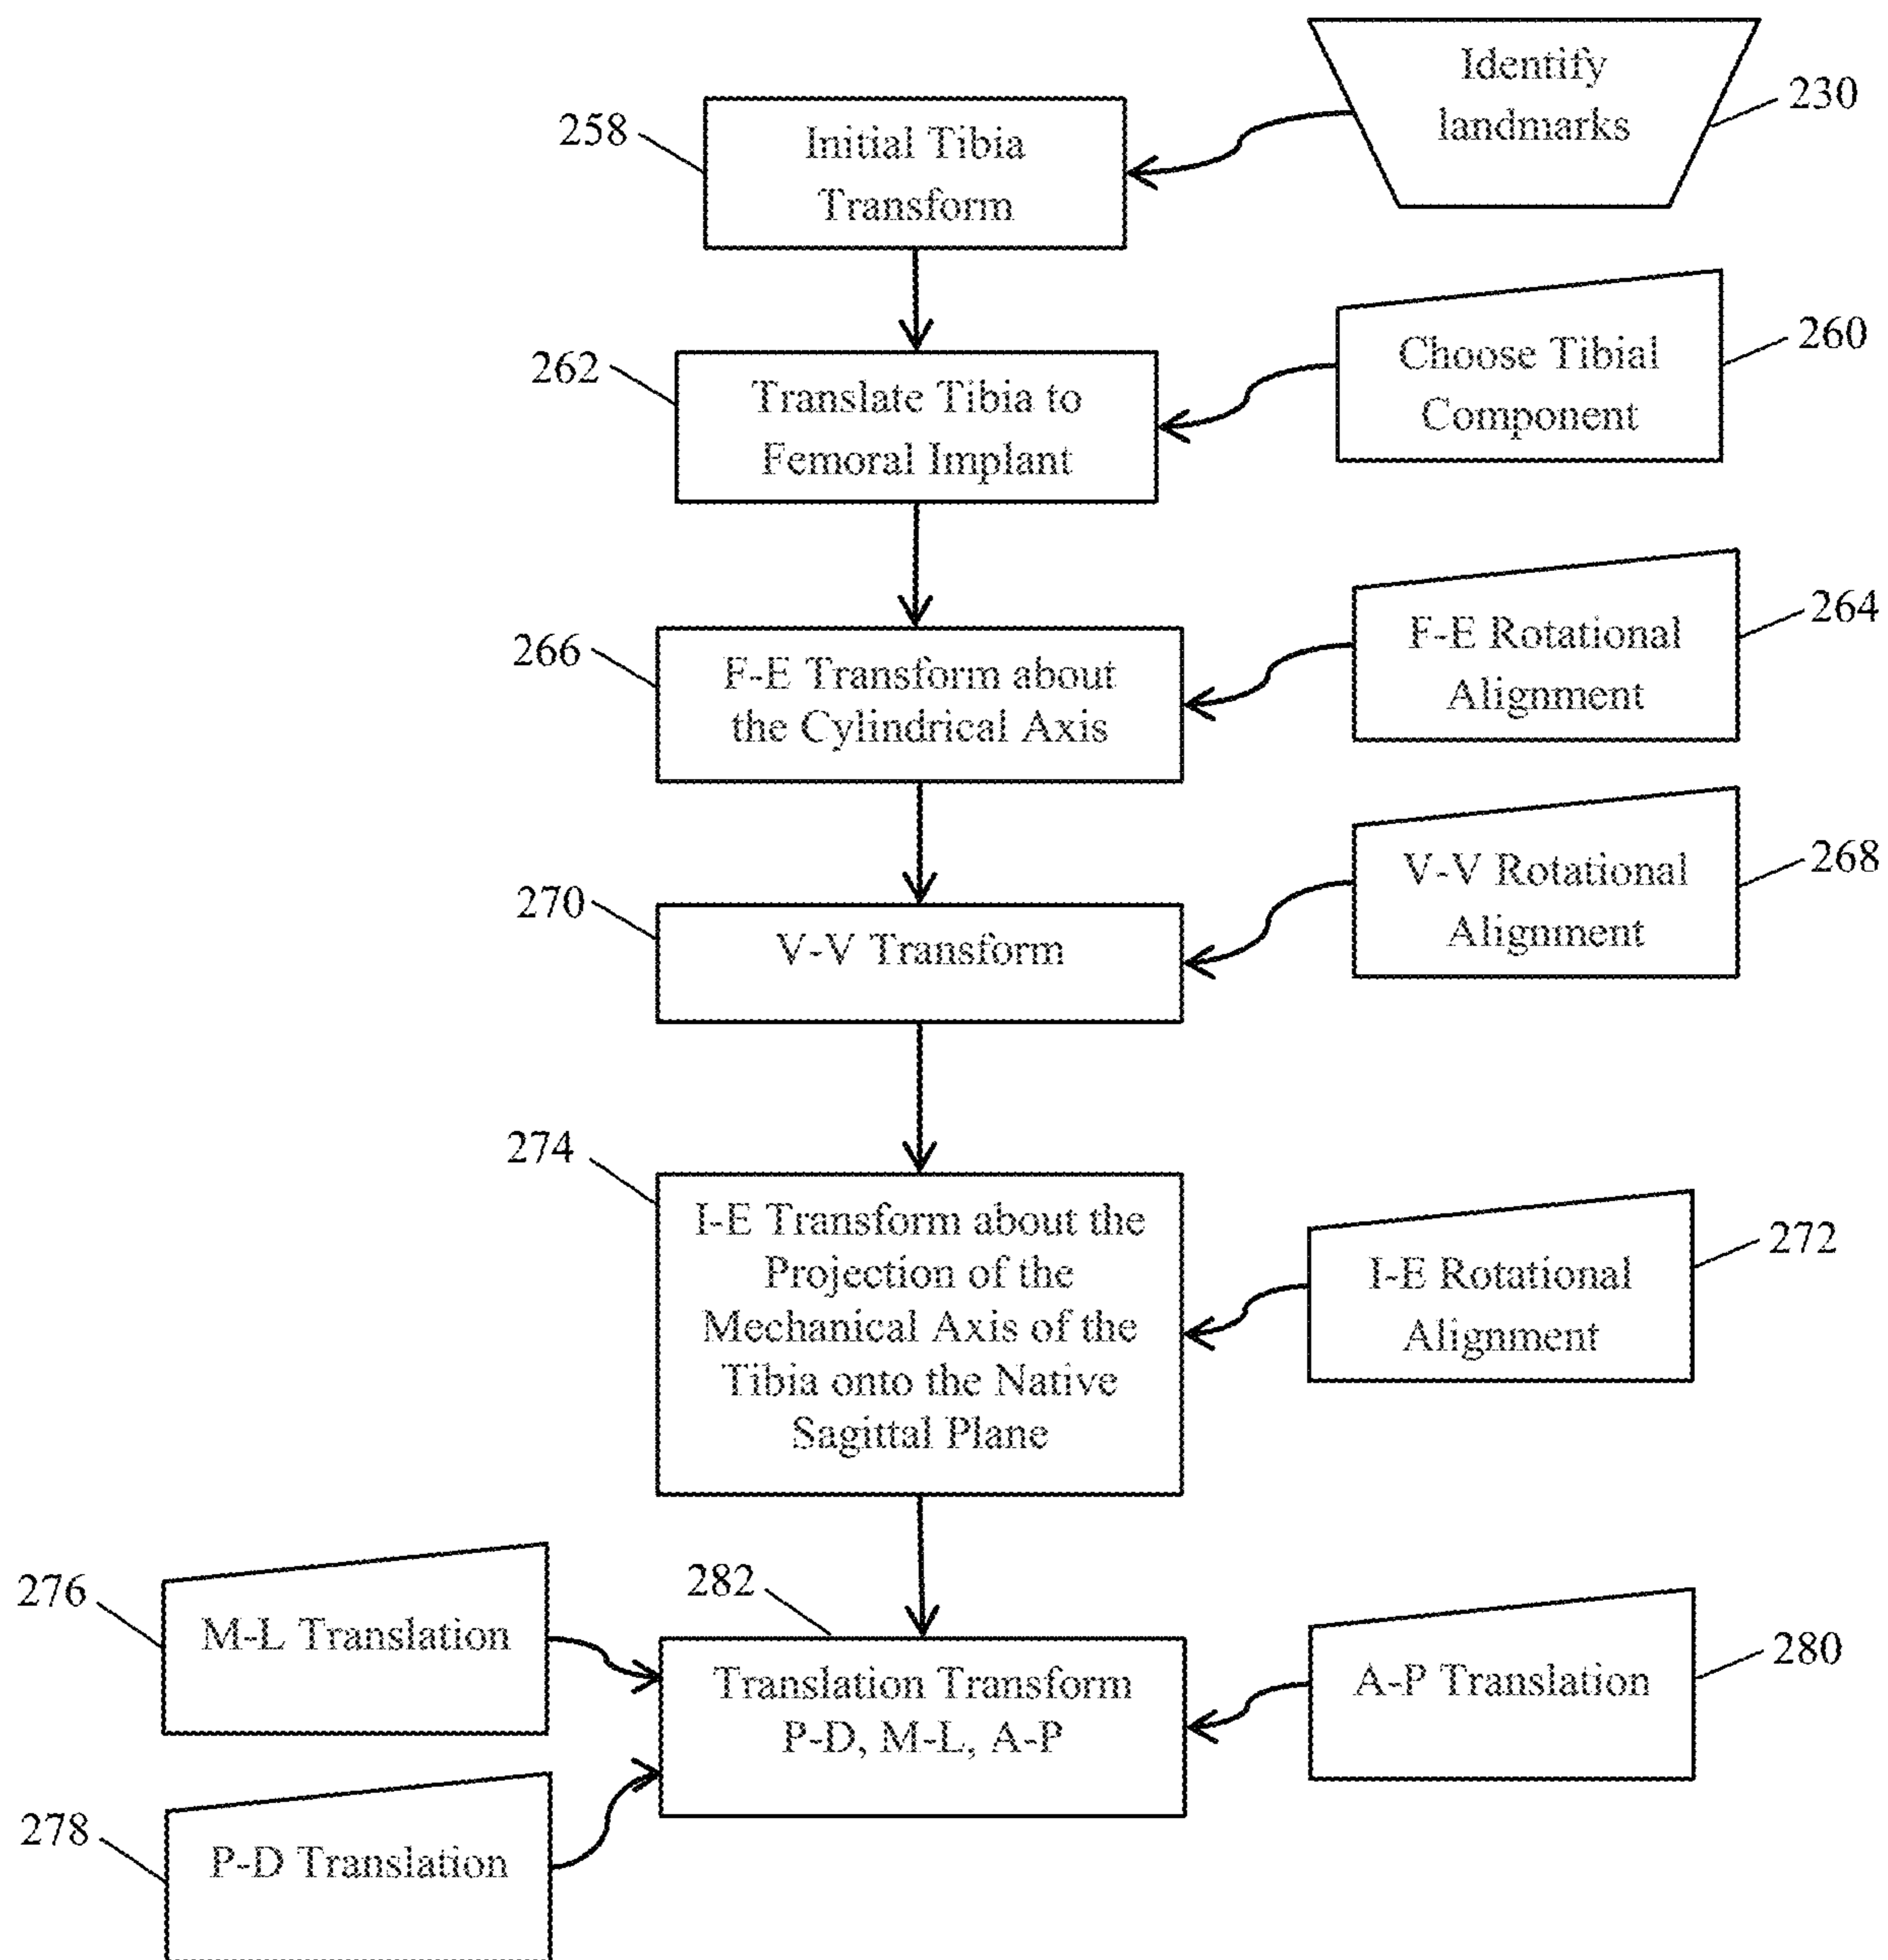 Identify
landmarks
230
258
Initial Tibia
Transform
262
Translate Tibia to
Femoral Implant
Choose Tibial
Component
260
266
F-E Transform about
the Cylindrical Axis
F-E Rotational
Alignment
264
270
V-V Transform
V-V Rotational
Alignment
268
274
I-E Transform about the
Projection of the
Mechanical Axis of the
Tibia onto the Native
Sagittal Plane
I-E Rotational
Alignment
272
276
M-L Translation
282
Translation Transform
P-D, M-L, A-P
A-P Translation
280
278
P-D Translation